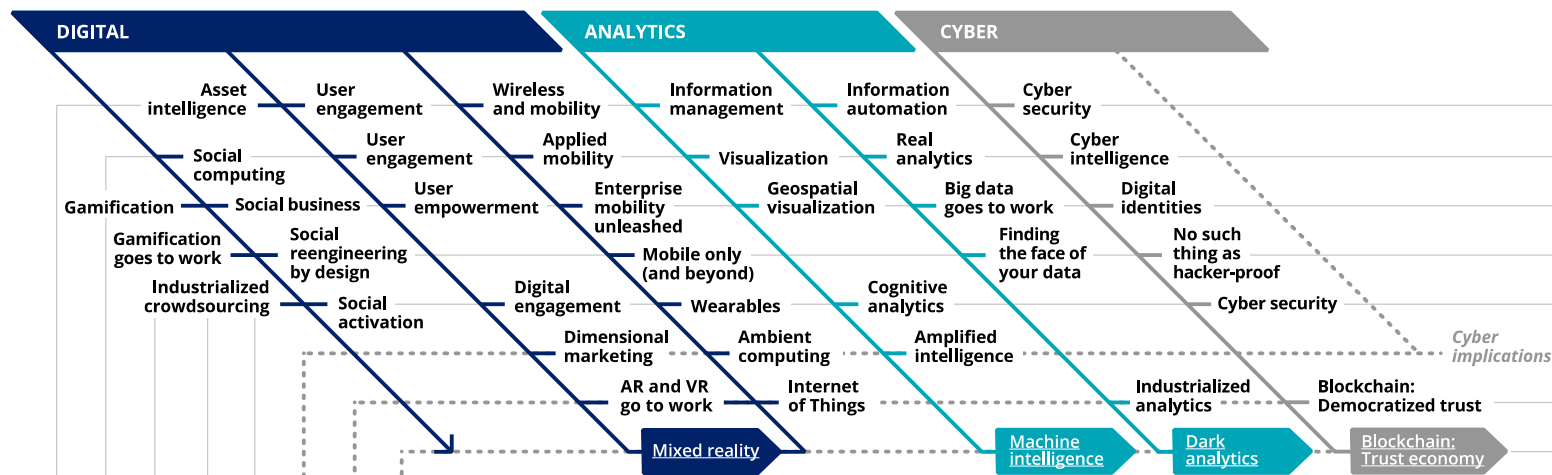 DIGITAL
ANALYTICS
CYBER
Asset
intelligence
User
engagement
Wireless
and mobility
Information
management
Information
automation
Cyber
security
Social
computing
User
engagement
Applied
mobility
Visualization
Real
analytics
Cyber
intelligence
Gamification
Social business
User
empowerment
Enterprise
mobility
unleashed
Geospatial
visualization
Big data
goes to work
Digital
identities
Gamification
goes to work
Social
reengineering
by design
Mobile only
(and beyond)
Finding
the face of
your data
No such
thing as
hacker-proof
Industrialized
crowdsourcing
Social
activation
Digital
engagement
Wearables
Cognitive
analytics
Cyber security
Dimensional
marketing
Ambient
computing
Amplified
intelligence
Cyber
implications
AR and VR
go to work
Internet
of Things
Industrialized
analytics
Blockchain:
Democratized trust
Mixed reality
Machine
intelligence
Dark
analytics
Blockchain:
Trust economy